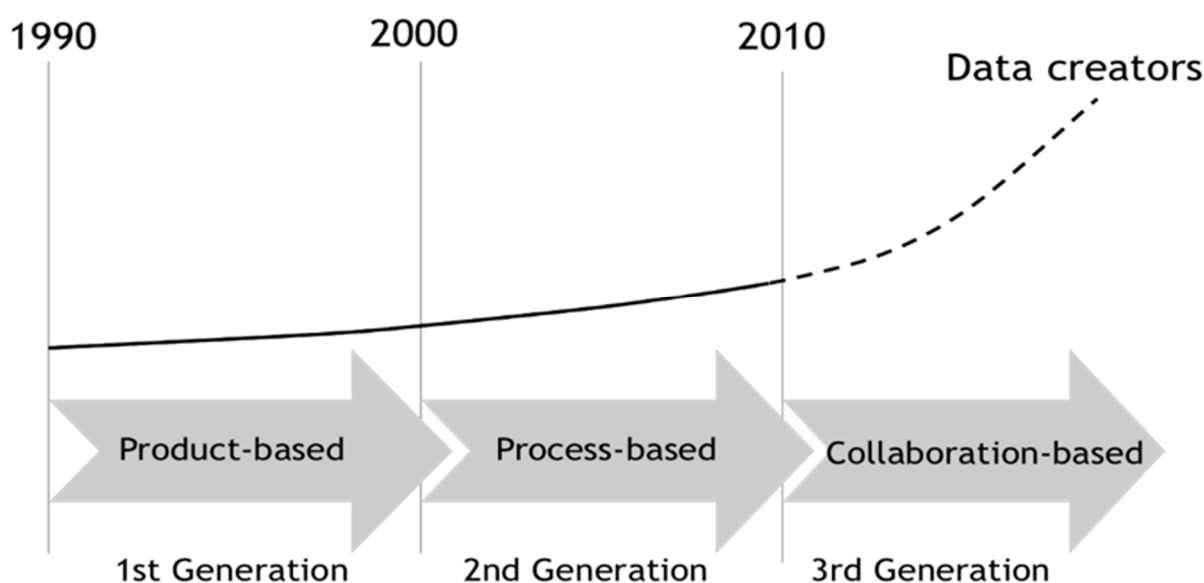 1990
2000
2010
Data creators
Product-based
Process-based
Collaboration-based
1st Generation
2nd Generation
3rd Generation